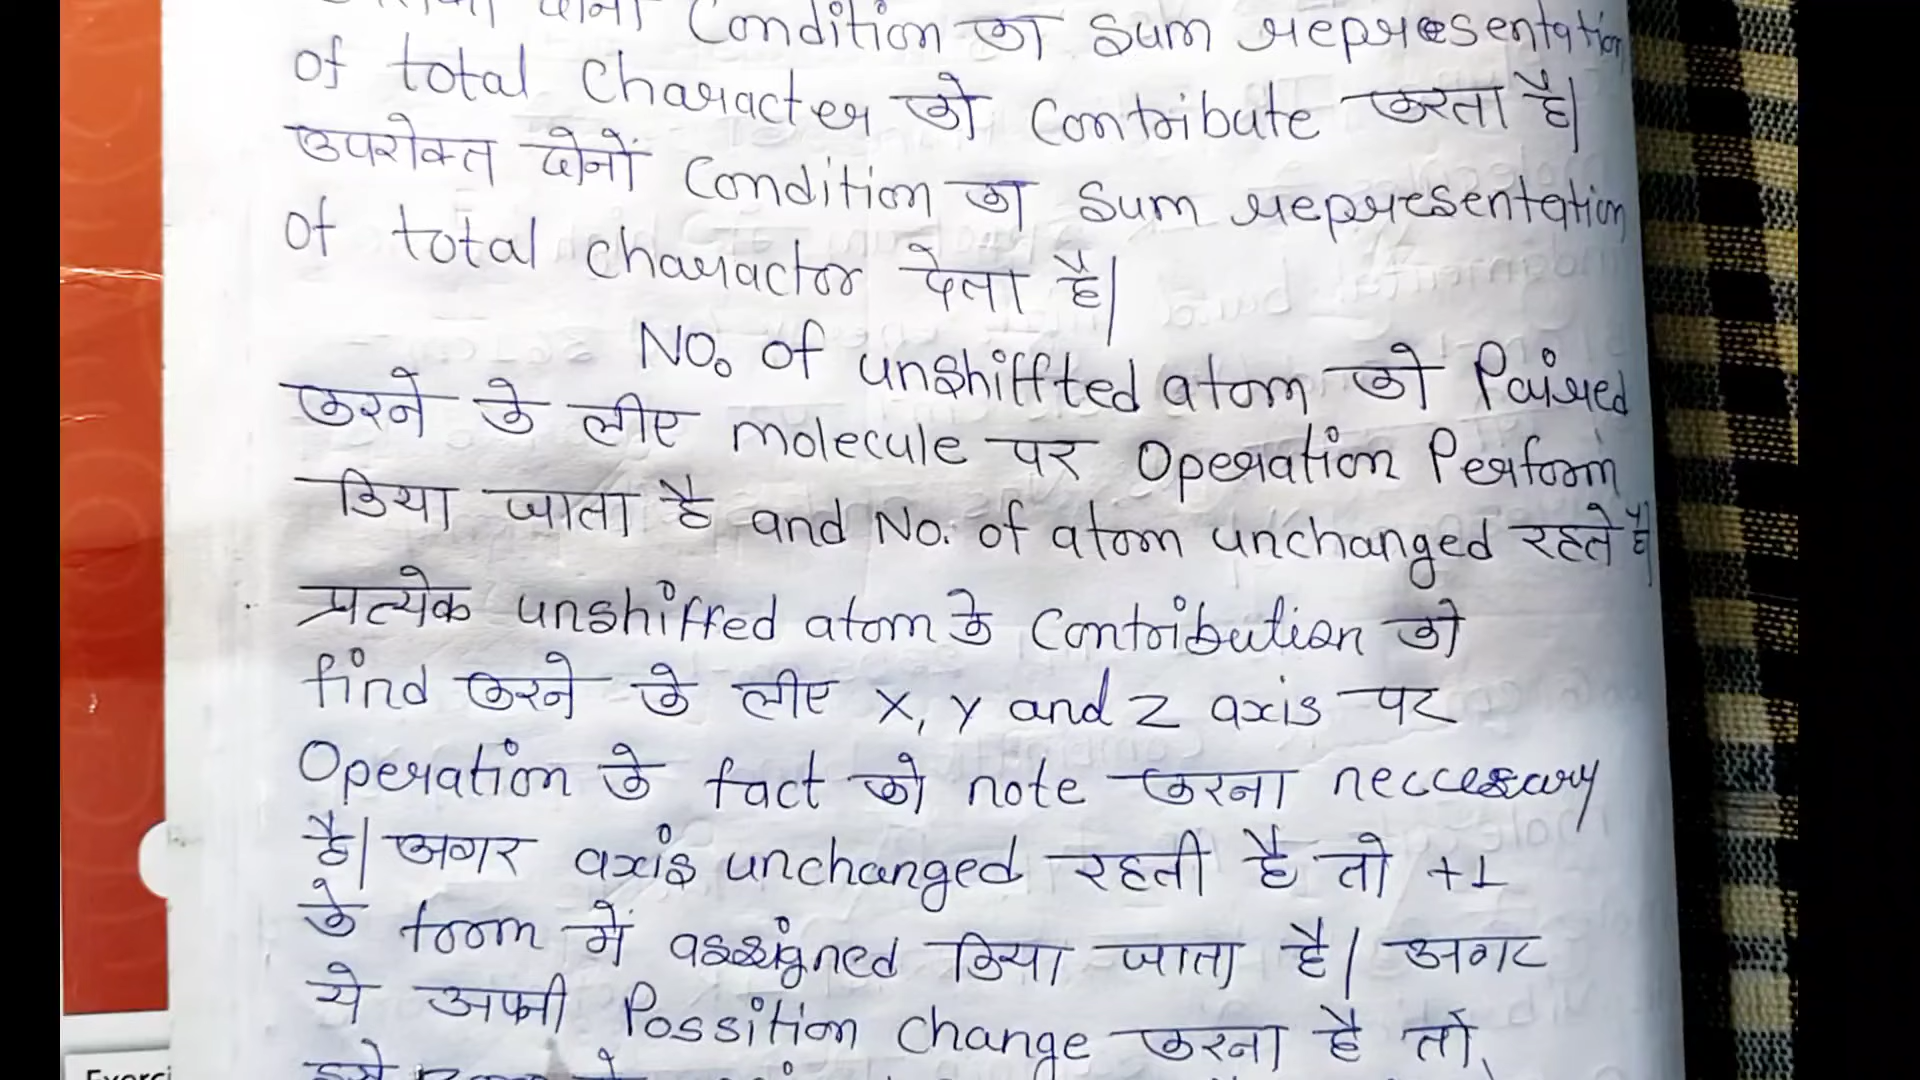 Condition का Sum representation
of total Character को Contribute करता है|
उपरोक्त दोनों Condition का Sum representation
of total charactor देता है|
No. of unshiffted atom को Paired
करने के लीए molecule पर Operation Perform
किया जाता है and No. of atom unchanged रहते है|
प्रत्येक unshiffed atom के Contribution को
find करने के लीए x, y and z axis पर
Operation के fact को note करना neccessary
है| अगर axis unchanged रहती है तो +1
के form में assigned किया जाता है| अगर
ये अपनी Possition change करना है तो,
Exerci